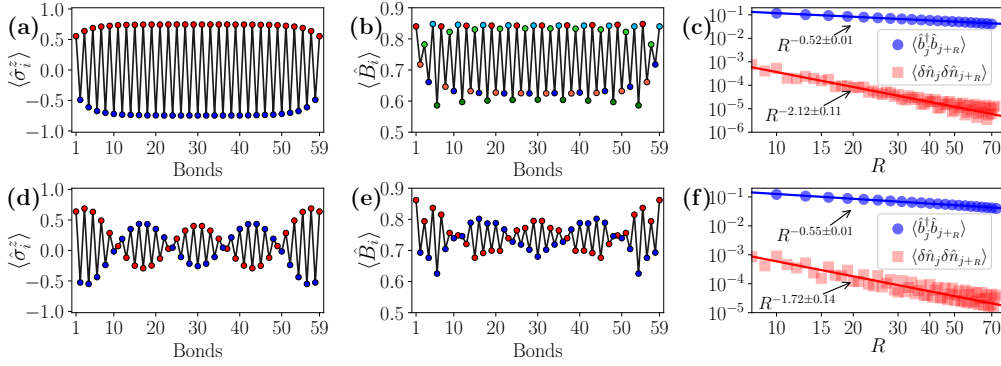 (a)
⟨σ̂ᵢᶻ⟩
1.0
0.5
0.0
−0.5
−1.0
1 10 20 30 40 50 59
Bonds
(b)
⟨B̂ᵢ⟩
0.9
0.8
0.7
0.6
0.5
1 10 20 30 40 50 59
Bonds
(c)
10⁻¹
10⁻²
10⁻³
10⁻⁴
10⁻⁵
10⁻⁶
R^{−0.52±0.01}
⟨b̂†ⱼb̂ⱼ₊R⟩
⟨δn̂ⱼδn̂ⱼ₊R⟩
R^{−2.12±0.11}
10 15 20 30 40 50 70
R
(d)
⟨σ̂ᵢᶻ⟩
1.0
0.5
0.0
−0.5
−1.0
1 10 20 30 40 50 59
Bonds
(e)
⟨B̂ᵢ⟩
0.9
0.8
0.7
0.6
0.5
1 10 20 30 40 50 59
Bonds
(f)
10⁻¹
10⁻²
10⁻³
10⁻⁴
10⁻⁵
R^{−0.55±0.01}
⟨b̂†ⱼb̂ⱼ₊R⟩
⟨δn̂ⱼδn̂ⱼ₊R⟩
R^{−1.72±0.14}
10 15 20 30 40 50 70
R